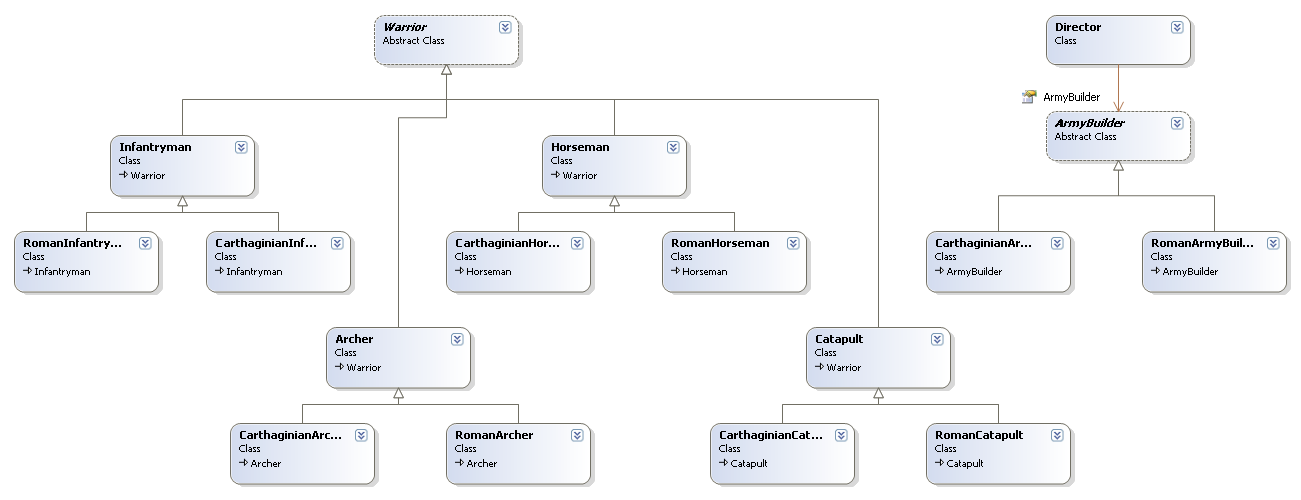 Warrior
Abstract Class
Director
Class
ArmyBuilder
ArmyBuilder
Abstract Class
Infantryman
Class
Warrior
Horseman
Class
Warrior
RomanInfantry...
Class
Infantryman
CarthaginianInf...
Class
Infantryman
CarthaginianHor...
Class
Horseman
RomanHorseman
Class
Horseman
CarthaginianAr...
Class
ArmyBuilder
RomanArmyBuil...
Class
ArmyBuilder
Archer
Class
Warrior
Catapult
Class
Warrior
CarthaginianArc...
Class
Archer
RomanArcher
Class
Archer
CarthaginianCat...
Class
Catapult
RomanCatapult
Class
Catapult